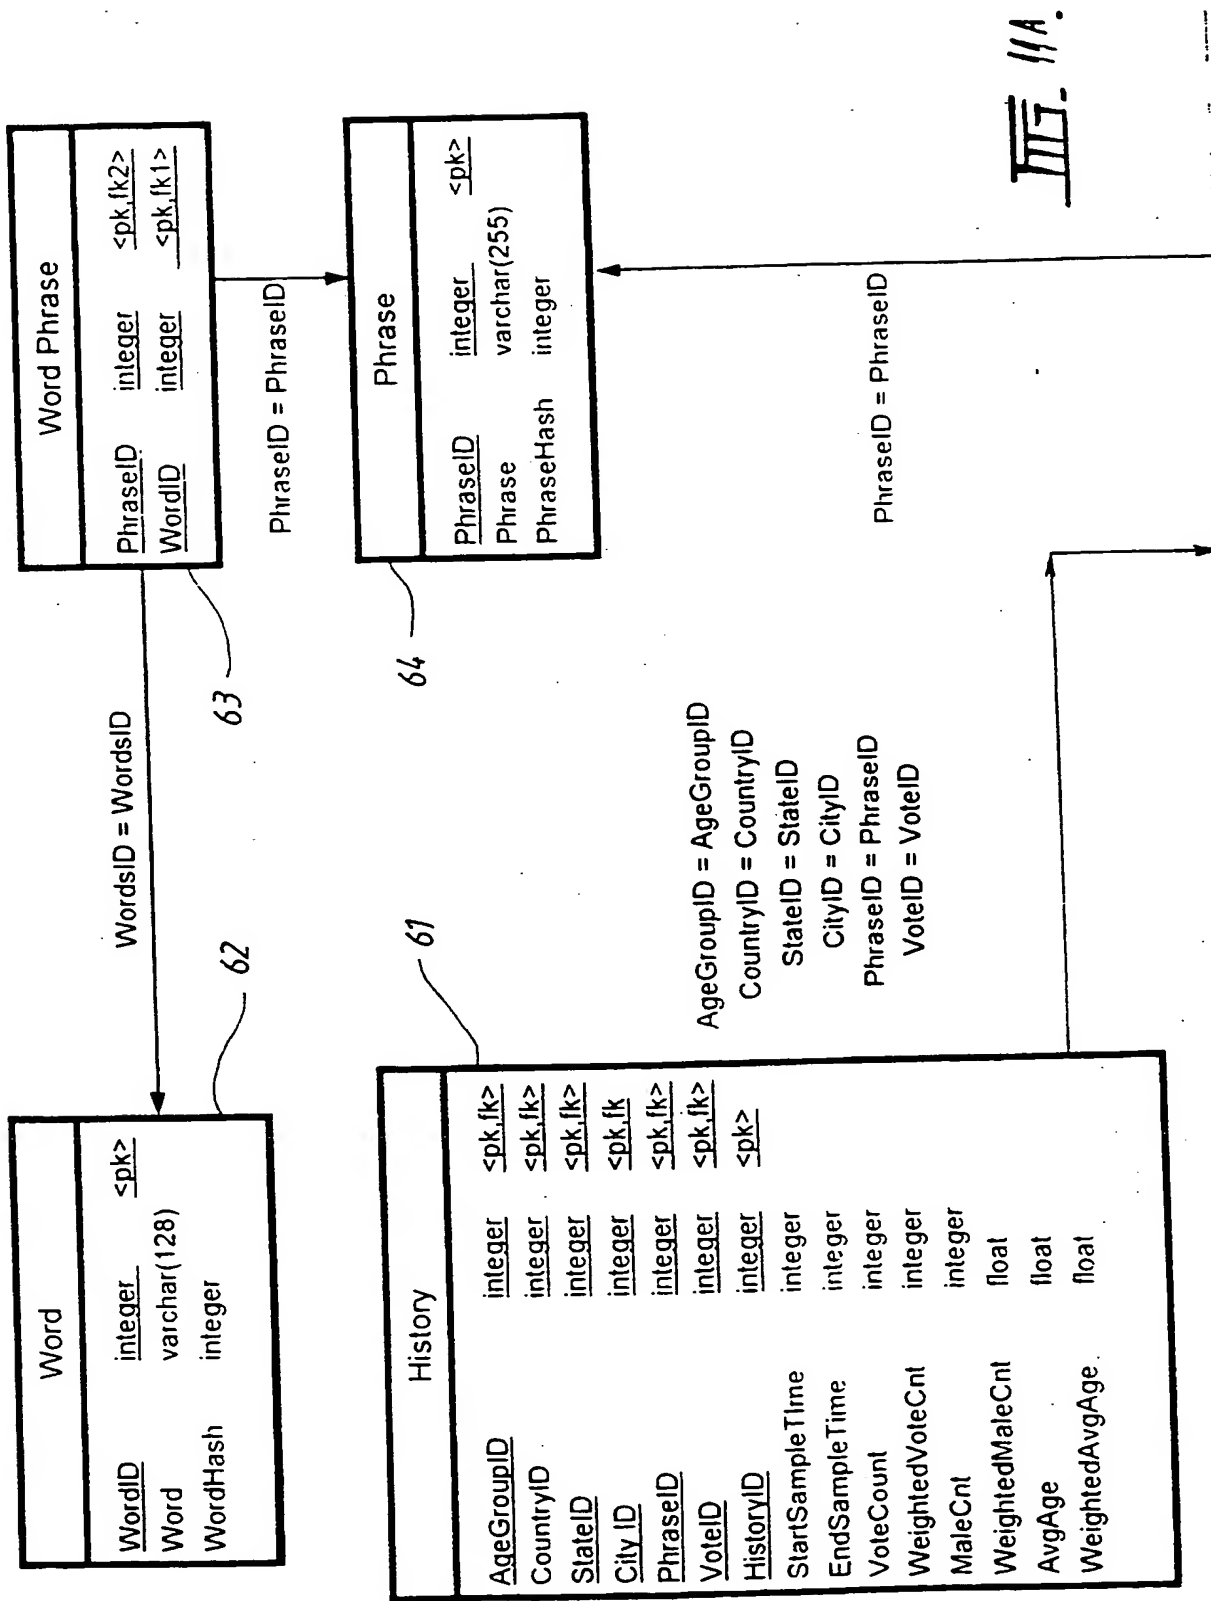 Word
WordID integer <pk>
Word varchar(128)
WordHash integer
62
WordsID = WordsID
Word Phrase
PhraseID integer <pk,fk2>
WordID integer <pk,fk1>
63
PhraseID = PhraseID
Phrase
PhraseID integer <pk>
Phrase varchar(255)
PhraseHash integer
64
History
AgeGroupID integer <pk,fk>
CountryID integer <pk,fk>
StateID integer <pk,fk>
City ID integer <pk,fk
PhraseID integer <pk,fk>
VoteID integer <pk,fk>
HistoryID integer <pk>
StartSampleTime integer
EndSampleTime integer
VoteCount integer
WeightedVoteCnt integer
MaleCnt integer
WeightedMaleCnt float
AvgAge float
WeightedAvgAge float
61
AgeGroupID = AgeGroupID
CountryID = CountryID
StateID = StateID
CityID = CityID
PhraseID = PhraseID
VoteID = VoteID
PhraseID = PhraseID
FIG. 11A.